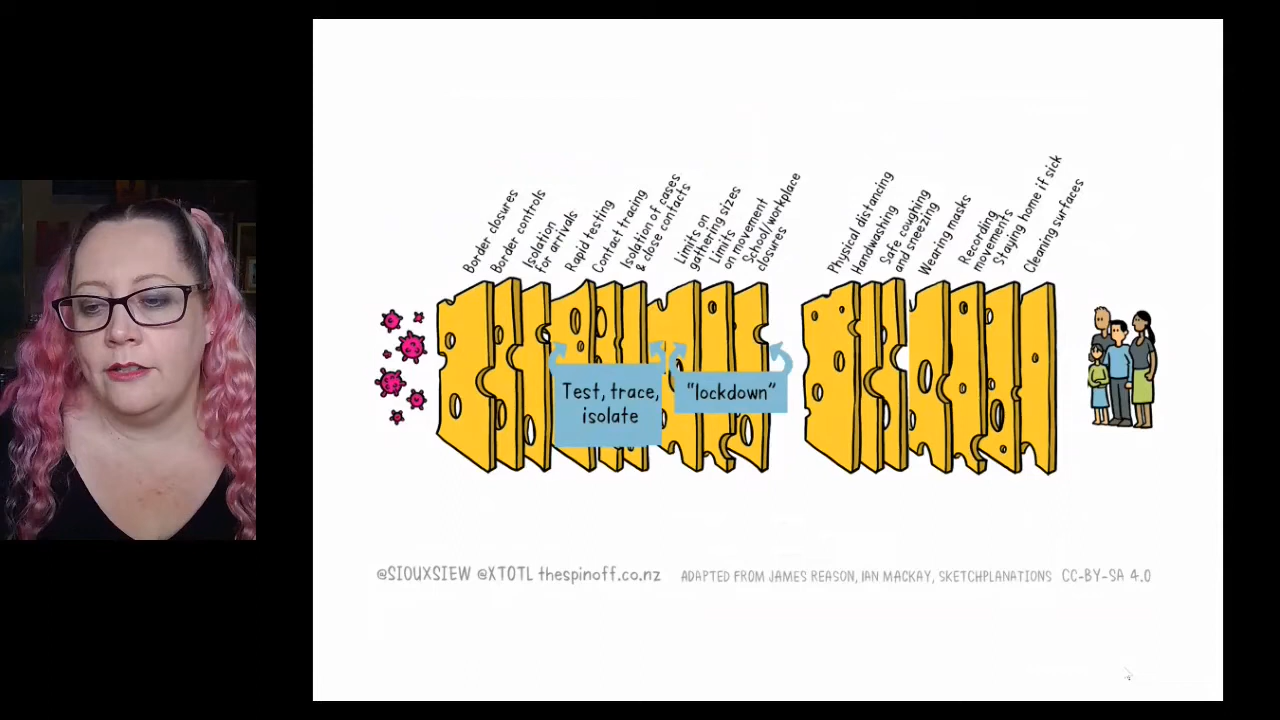 Border closures
Border controls
Isolation
for arrivals
Rapid testing
Contact tracing
Isolation of cases
& close contacts
Limits on
gathering sizes
Limits
on movement
School/workplace
closures
Physical distancing
Handwashing
Safe coughing
and sneezing
Wearing masks
Recording
movements
Staying home if sick
Cleaning surfaces
Test, trace,
isolate
"lockdown"
@SIOUXSIEW @XTOTL thespinoff.co.nz
ADAPTED FROM JAMES REASON, IAN MACKAY, SKETCHPLANATIONS CC-BY-SA 4.0